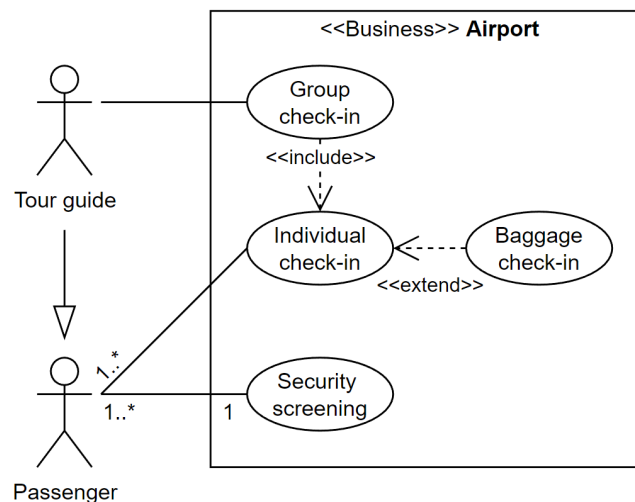 <<Business>> Airport
Group
check-in
<<include>>
Tour guide
Individual
check-in
Baggage
check-in
<<extend>>
1..*
1..*
1
Security
screening
Passenger